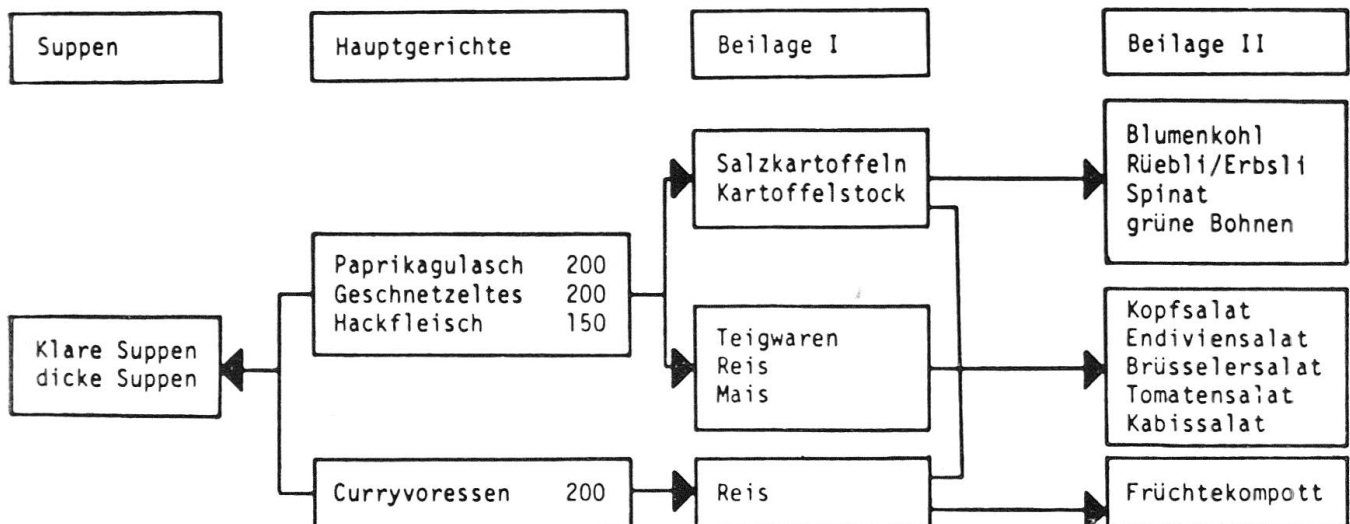 Suppen
Hauptgerichte
Beilage I
Beilage II
Klare Suppen
dicke Suppen
Paprikagulasch 200
Geschnetzeltes 200
Hackfleisch 150
Curryvoressen 200
Salzkartoffeln
Kartoffelstock
Teigwaren
Reis
Mais
Reis
Blumenkohl
Rüebli/Erbsli
Spinat
grüne Bohnen
Kopfsalat
Endiviensalat
Brüsselersalat
Tomatensalat
Kabissalat
Früchtekompott